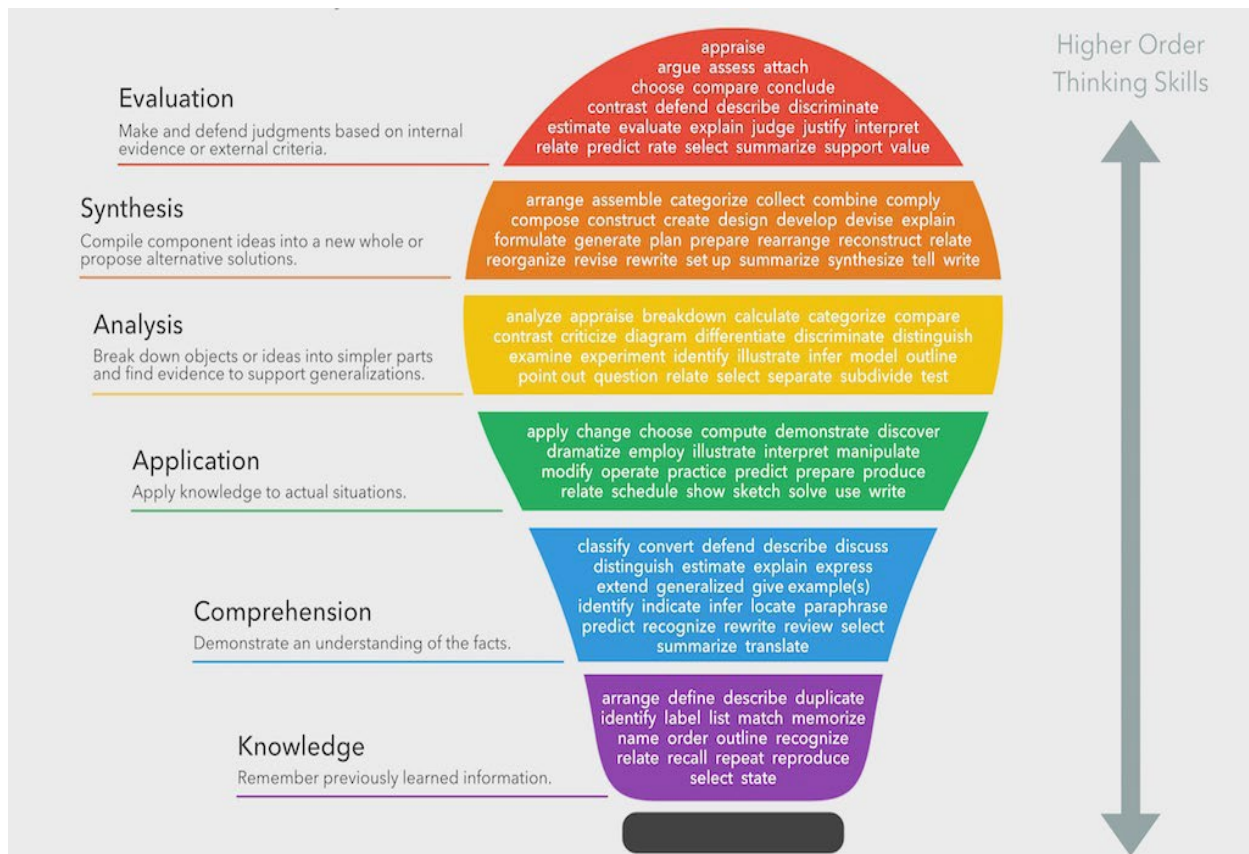 Higher Order
Thinking Skills
Evaluation
Make and defend judgments based on internal
evidence or external criteria.
appraise
argue assess attach
choose compare conclude
contrast defend describe discriminate
estimate evaluate explain judge justify interpret
relate predict rate select summarize support value
Synthesis
Compile component ideas into a new whole or
propose alternative solutions.
arrange assemble categorize collect combine comply
compose construct create design develop devise explain
formulate generate plan prepare rearrange reconstruct relate
reorganize revise rewrite set up summarize synthesize tell write
Analysis
Break down objects or ideas into simpler parts
and find evidence to support generalizations.
analyze appraise breakdown calculate categorize compare
contrast criticize diagram differentiate discriminate distinguish
examine experiment identify illustrate infer model outline
point out question relate select separate subdivide test
Application
Apply knowledge to actual situations.
apply change choose compute demonstrate discover
dramatize employ illustrate interpret manipulate
modify operate practice predict prepare produce
relate schedule show sketch solve use write
Comprehension
Demonstrate an understanding of the facts.
classify convert defend describe discuss
distinguish estimate explain express
extend generalized give example(s)
identify indicate infer locate paraphrase
predict recognize rewrite review select
summarize translate
Knowledge
Remember previously learned information.
arrange define describe duplicate
identify label list match memorize
name order outline recognize
relate recall repeat reproduce
select state